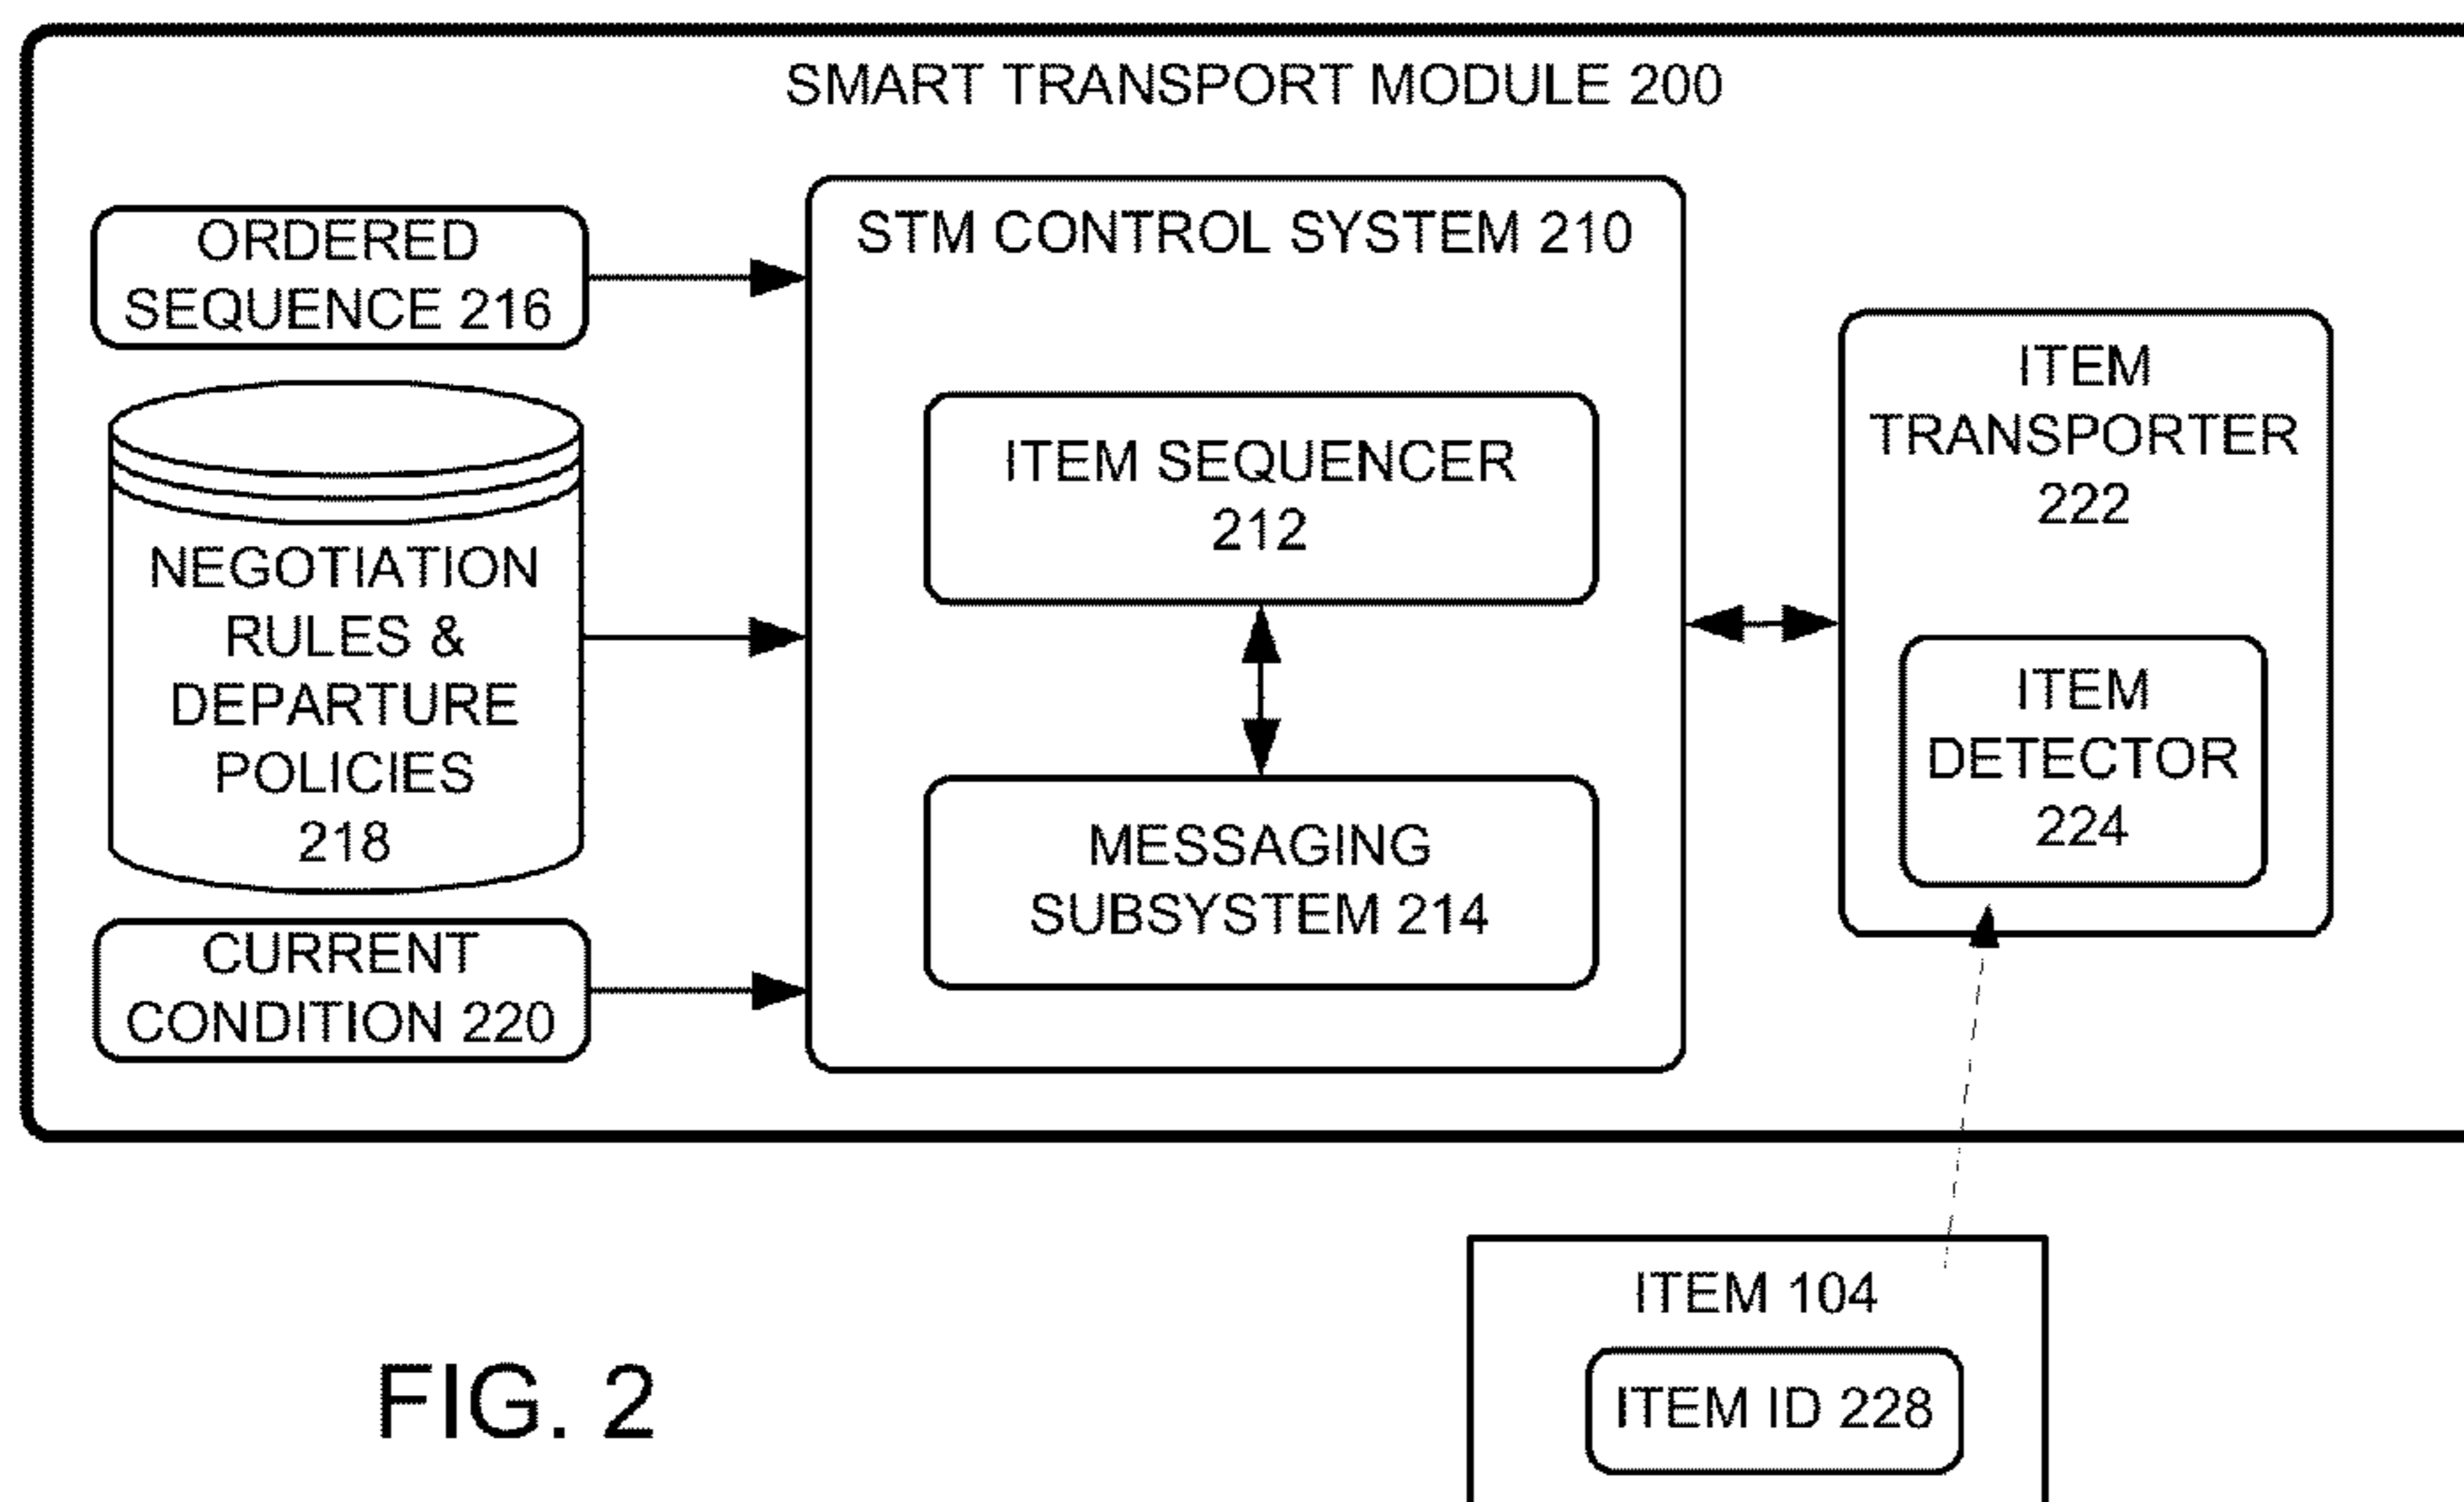 SMART TRANSPORT MODULE 200
ORDERED
SEQUENCE 216
NEGOTIATION
RULES &
DEPARTURE
POLICIES
218
CURRENT
CONDITION 220
STM CONTROL SYSTEM 210
ITEM SEQUENCER
212
MESSAGING
SUBSYSTEM 214
ITEM
TRANSPORTER
222
ITEM
DETECTOR
224
ITEM 104
ITEM ID 228
FIG. 2